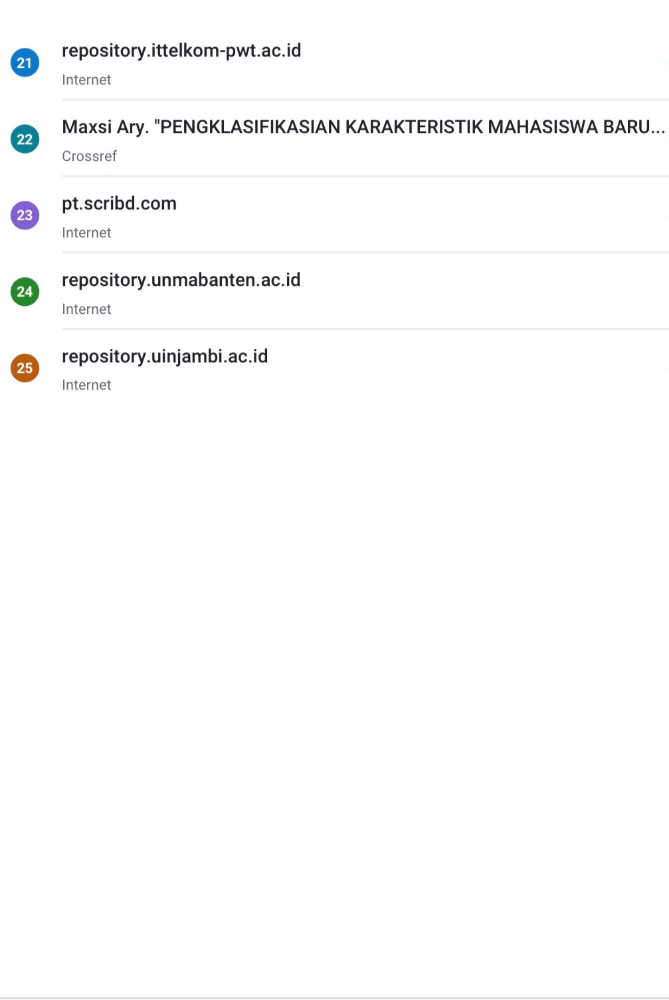 21
repository.ittelkom-pwt.ac.id
Internet
22
Maxsi Ary. "PENGKLASIFIKASIAN KARAKTERISTIK MAHASISWA BARU...
Crossref
23
pt.scribd.com
Internet
24
repository.unmabanten.ac.id
Internet
25
repository.uinjambi.ac.id
Internet